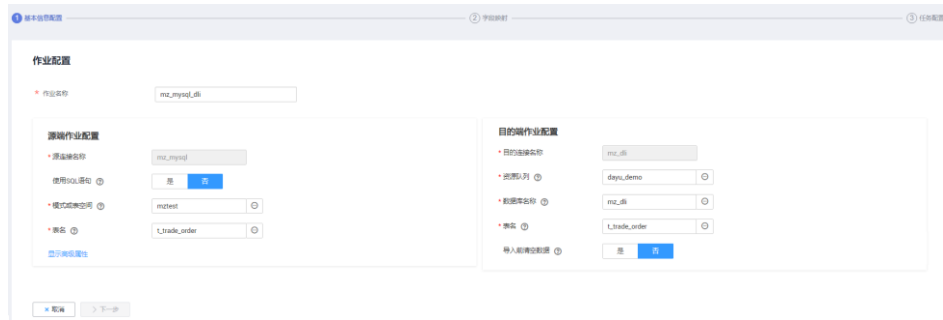 1 基本信息配置
2 字段映射
3 任务配置
作业配置
* 作业名称 mz_mysql_dli
源端作业配置
* 源连接名称 mz_mysql
使用SQL语句 是 否
* 模式或表空间 mztest
* 表名 t_trade_order
显示高级属性
目的端作业配置
* 目的连接名称 mz_dli
* 资源队列 dayu_demo
* 数据库名称 mz_dli
* 表名 t_trade_order
导入前清空数据 是 否
× 取消
> 下一步